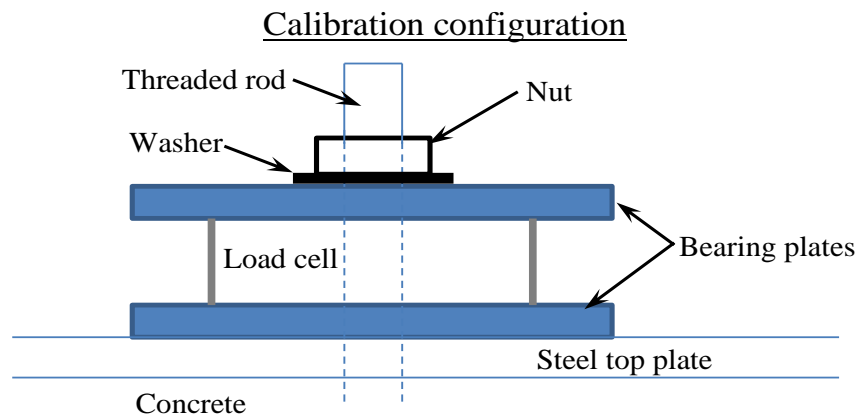 Calibration configuration
Threaded rod
Nut
Washer
Load cell
Bearing plates
Steel top plate
Concrete